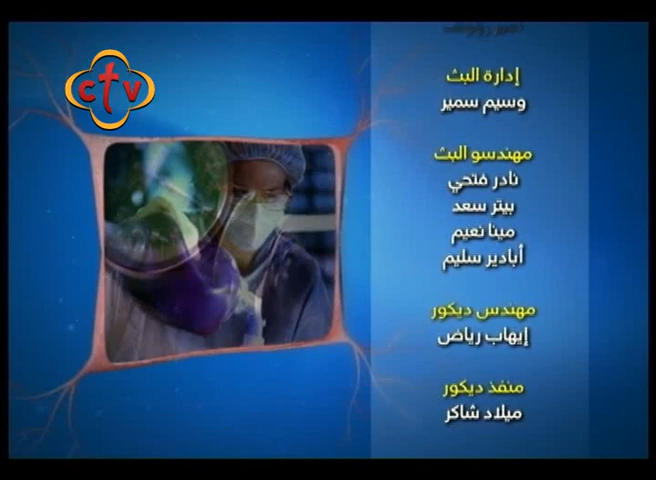 ctv
إدارة البث
وسيم سمير
مهندسو البث
نادر فتحي
بيتر سعد
مينا نعيم
أبادير سليم
مهندس ديكور
إيهاب رياض
منفذ ديكور
ميلاد شاكر